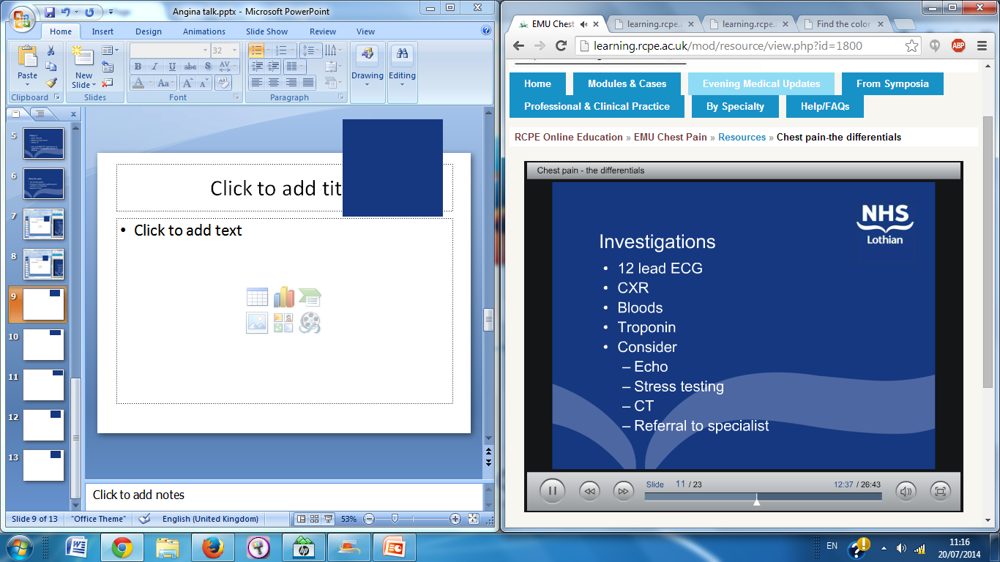 Angina talk.pptx - Microsoft PowerPoint
Home Insert Design Animations Slide Show Review View
Paste
New Slide
32
B I U abc S AV
A Aa A A
Drawing
Editing
Clipboard Slides Font Paragraph
5
6
7
8
9
10
11
12
13
Click to add tit
• Click to add text
Click to add notes
Slide 9 of 13 "Office Theme" English (United Kingdom) 53%
EMU Chest learning.rcpe. learning.rcpe. Find the color
learning.rcpe.ac.uk/mod/resource/view.php?id=1800
ABP
Home Modules & Cases Evening Medical Updates From Symposia
Professional & Clinical Practice By Specialty Help/FAQs
RCPE Online Education » EMU Chest Pain » Resources » Chest pain-the differentials
Chest pain - the differentials
NHS
Lothian
Investigations
• 12 lead ECG
• CXR
• Bloods
• Troponin
• Consider
– Echo
– Stress testing
– CT
– Referral to specialist
Slide 11 / 23 12:37 / 26:43
EN
11:16
20/07/2014